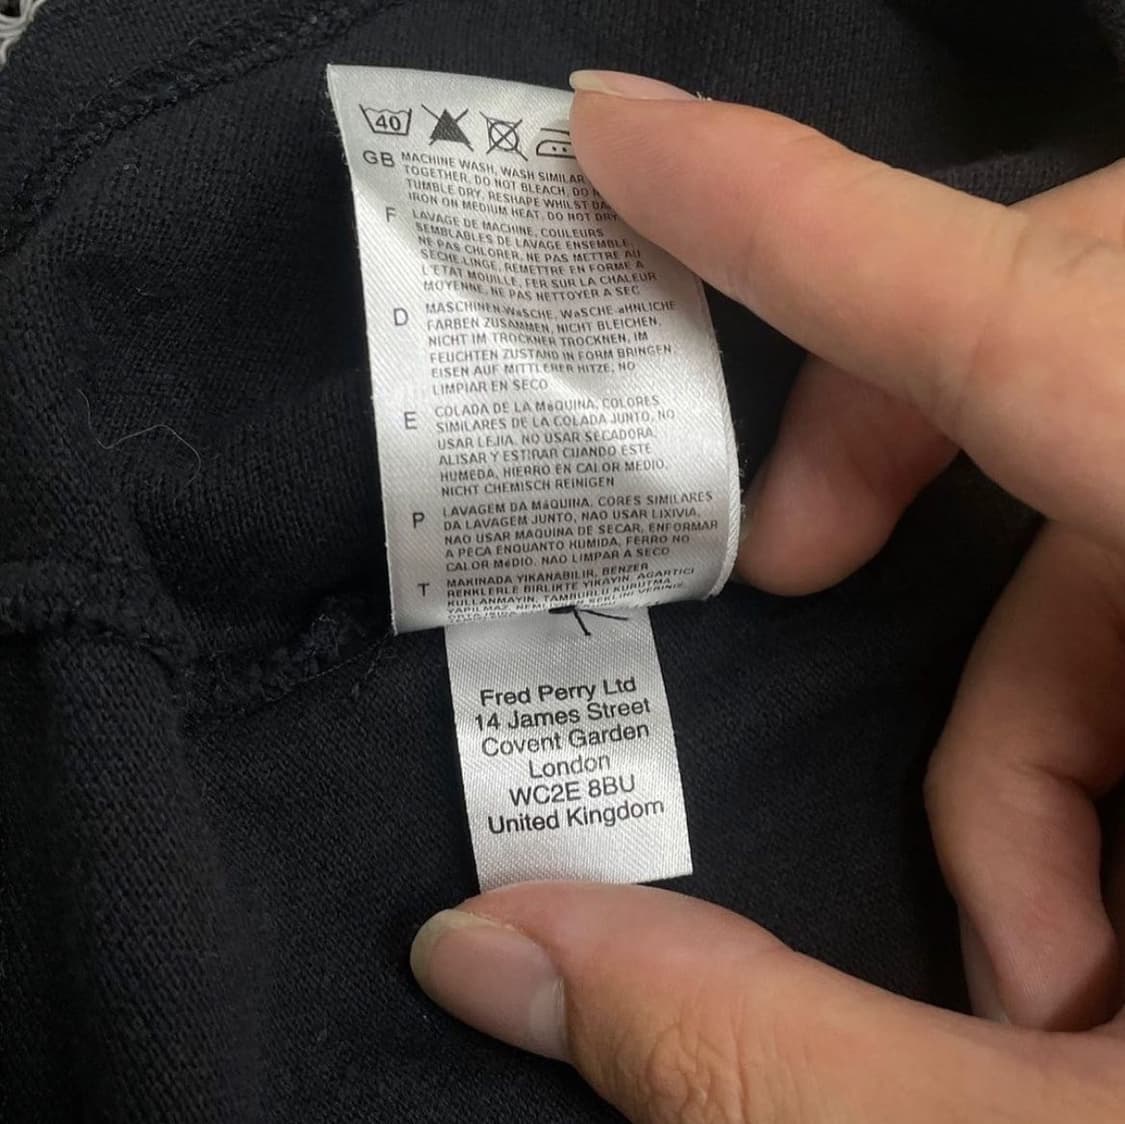 40
GB MACHINE WASH, WASH SIMILAR
TOGETHER, DO NOT BLEACH, DO
TUMBLE DRY, RESHAPE WHILST
IRON ON MEDIUM HEAT, DO NOT DRY
F LAVAGE DE MACHINE, COULEURS
SEMBLABLES DE LAVAGE ENSEMBLE,
NE PAS CHLORER, NE PAS METTRE AU
SECHE-LINGE, REMETTRE EN FORME A
L'ETAT MOUILLE, FER SUR LA CHALEUR
MOYENNE, NE PAS NETTOYER A SEC
D MASCHINEN-WaSCHE, WaSCHE-aHNLICHE
FARBEN ZUSAMMEN, NICHT BLEICHEN,
NICHT IM TROCKNER TROCKNEN, IM
FEUCHTEN ZUSTAND IN FORM BRINGEN,
EISEN AUF MITTLERER HITZE, NO
LIMPIAR EN SECO
E COLADA DE LA MaQUINA, COLORES
SIMILARES DE LA COLADA JUNTO, NO
USAR LEJIA. NO USAR SECADORA.
ALISAR Y ESTIRAR CUANDO ESTE
HUMEDA, HIERRO EN CALOR MEDIO,
NICHT CHEMISCH REINIGEN
P LAVAGEM DA MaQUINA, CORES SIMILARES
DA LAVAGEM JUNTO, NAO USAR LIXIVIA,
NAO USAR MAQUINA DE SECAR, ENFORMAR
A PECA ENQUANTO HUMIDA, FERRO NO
CALOR MeDIO, NAO LIMPAR A SECO
T MAKINADA YIKANABILIR, BENZER
RENKLERLE BIRLIKTE YIKAYIN, AGARTICI
KULLANMAYIN, TAMBURLU KURUTMA
YAPILMAZ,
Fred Perry Ltd
14 James Street
Covent Garden
London
WC2E 8BU
United Kingdom